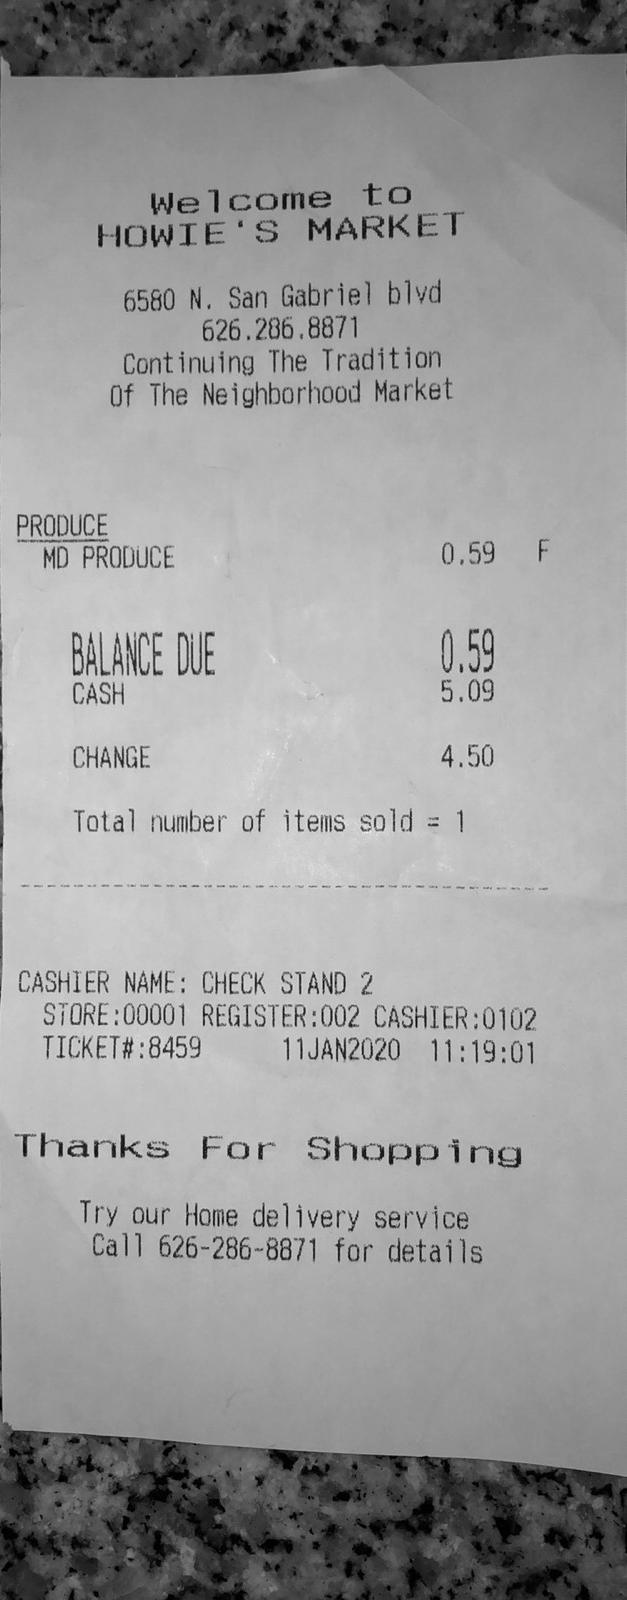 Welcome to
HOWIE'S MARKET
6580 N. San Gabriel blvd
626.286.8871
Continuing The Tradition
Of The Neighborhood Market
PRODUCE
MD PRODUCE 0.59 F
BALANCE DUE 0.59
CASH 5.09
CHANGE 4.50
Total number of items sold = 1
CASHIER NAME: CHECK STAND 2
STORE:00001 REGISTER:002 CASHIER:0102
TICKET#:8459 11JAN2020 11:19:01
Thanks For Shopping
Try our Home delivery service
Call 626-286-8871 for details